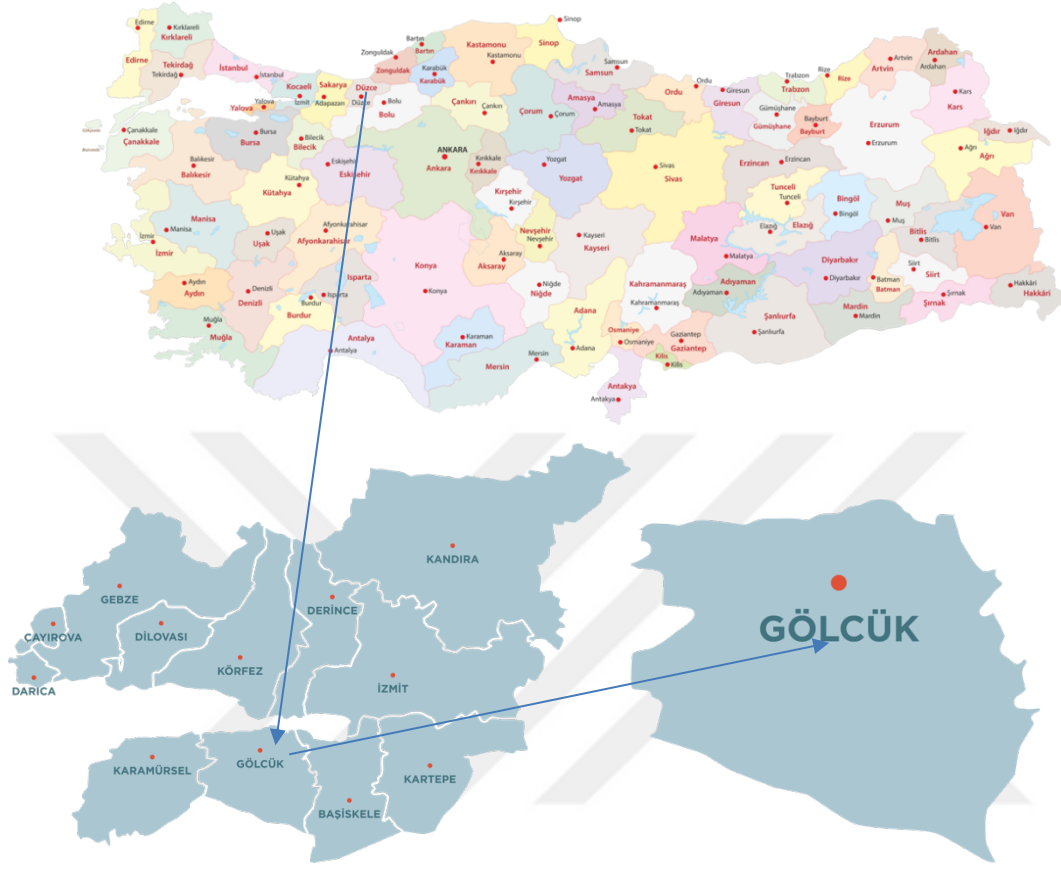 Edirne
Kırklareli
Kırklareli
Edirne
Tekirdağ
Tekirdağ
İstanbul
İstanbul
Kocaeli
İzmit
Sakarya
Adapazarı
Düzce
Düzce
Bolu
Bolu
Zonguldak
Zonguldak
Bartın
Bartın
Karabük
Karabük
Kastamonu
Kastamonu
Sinop
Sinop
Samsun
Samsun
Ordu
Ordu
Giresun
Giresun
Trabzon
Trabzon
Rize
Rize
Artvin
Artvin
Ardahan
Ardahan
Kars
Kars
Iğdır
Iğdır
Ağrı
Ağrı
Erzurum
Erzurum
Bayburt
Bayburt
Gümüşhane
Gümüşhane
Erzincan
Erzincan
Tokat
Tokat
Amasya
Amasya
Çorum
Çorum
Çankırı
Çankırı
ANKARA
Ankara
Kırıkkale
Kırıkkale
Yozgat
Yozgat
Sivas
Sivas
Yalova
Yalova
Bursa
Bursa
Bilecik
Bilecik
Çanakkale
Çanakkale
Balıkesir
Balıkesir
Kütahya
Kütahya
Eskişehir
Eskişehir
Kırşehir
Kırşehir
Nevşehir
Nevşehir
Kayseri
Kayseri
Tunceli
Tunceli
Bingöl
Bingöl
Elazığ
Elazığ
Muş
Muş
Bitlis
Bitlis
Van
Van
Manisa
Manisa
İzmir
İzmir
Uşak
Uşak
Afyonkarahisar
Afyonkarahisar
Konya
Konya
Aksaray
Aksaray
Niğde
Niğde
Malatya
Malatya
Adıyaman
Adıyaman
Diyarbakır
Diyarbakır
Batman
Batman
Siirt
Siirt
Şırnak
Şırnak
Hakkâri
Hakkâri
Mardin
Mardin
Şanlıurfa
Şanlıurfa
Kahramanmaraş
Kahramanmaraş
Aydın
Aydın
Denizli
Denizli
Isparta
Isparta
Burdur
Burdur
Muğla
Muğla
Antalya
Antalya
Karaman
Karaman
Mersin
Mersin
Adana
Adana
Osmaniye
Osmaniye
Gaziantep
Gaziantep
Kilis
Kilis
Antakya
Antakya
KANDIRA
GEBZE
DERİNCE
ÇAYIROVA
DİLOVASI
KÖRFEZ
DARICA
İZMİT
KARAMÜRSEL
GÖLCÜK
KARTEPE
BAŞİSKELE
GÖLCÜK